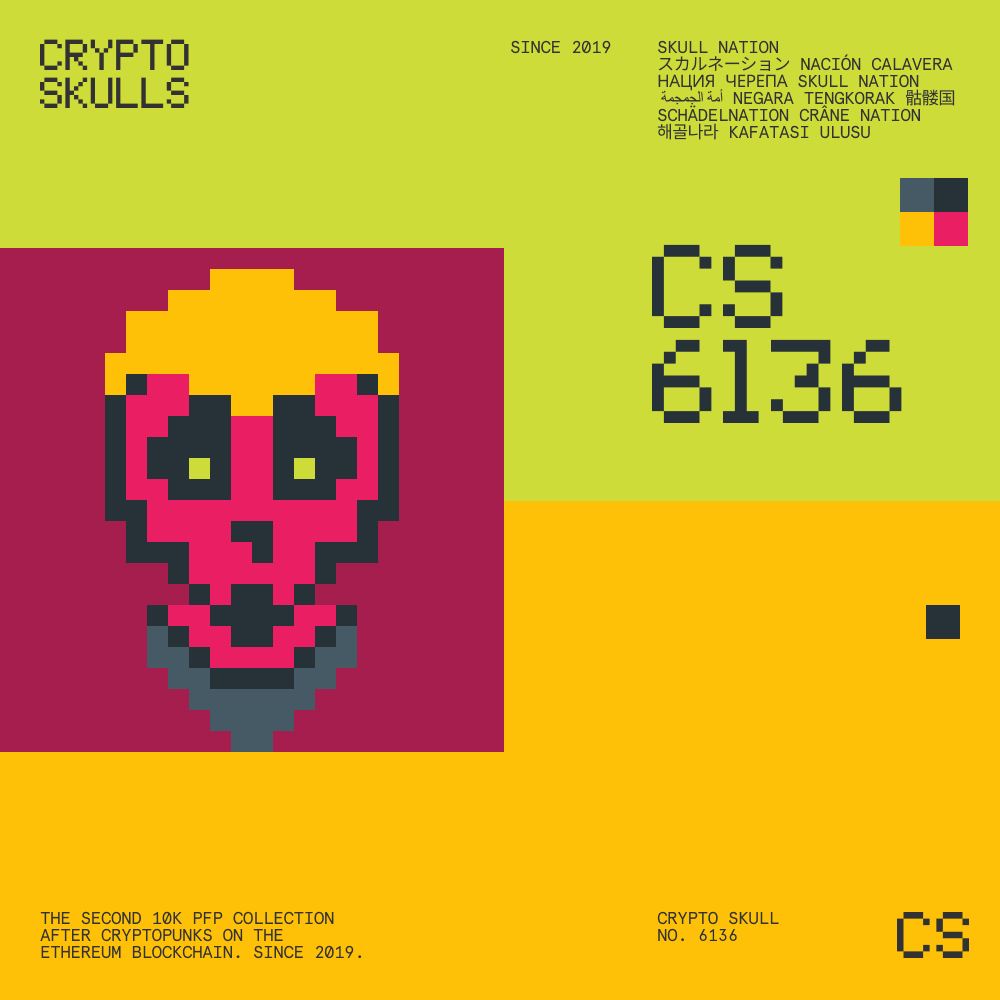 CRYPTO
SKULLS
SINCE 2019
SKULL NATION
スカルネーション NACIÓN CALAVERA
НАЦИЯ ЧЕРЕПА SKULL NATION
أمة الجمجمة NEGARA TENGKORAK 骷髅国
SCHÄDELNATION CRÂNE NATION
해골나라 KAFATASI ULUSU
CS
6136
THE SECOND 10K PFP COLLECTION
AFTER CRYPTOPUNKS ON THE
ETHEREUM BLOCKCHAIN. SINCE 2019.
CRYPTO SKULL
NO. 6136
CS